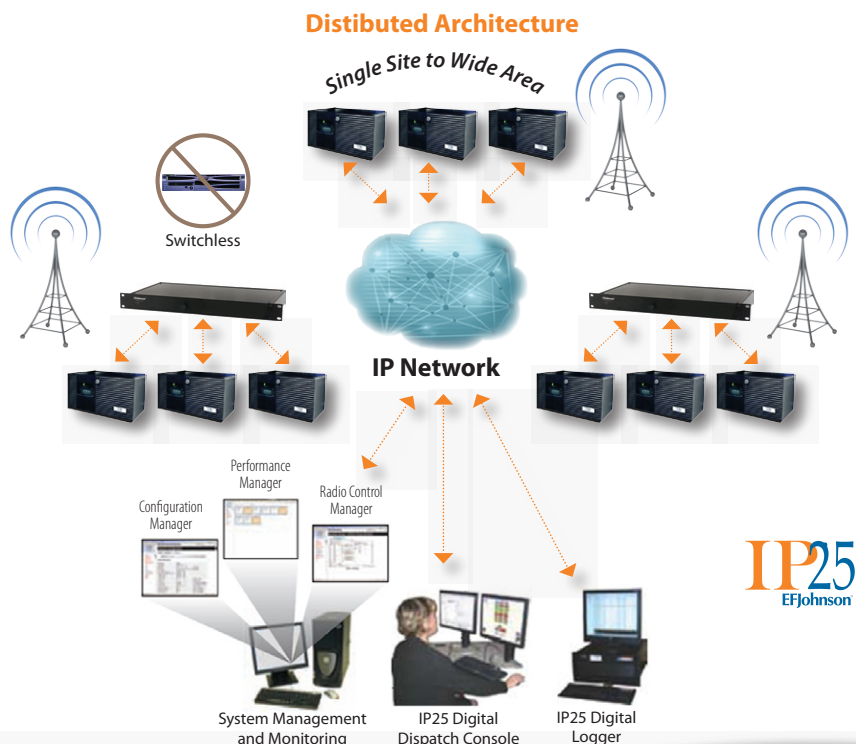 Distibuted Architecture
Single Site to Wide Area
Switchless
IP Network
Performance
Manager
Configuration
Manager
Radio Control
Manager
IP25
EFJohnson
System Management
and Monitoring
IP25 Digital
Dispatch Console
IP25 Digital
Logger